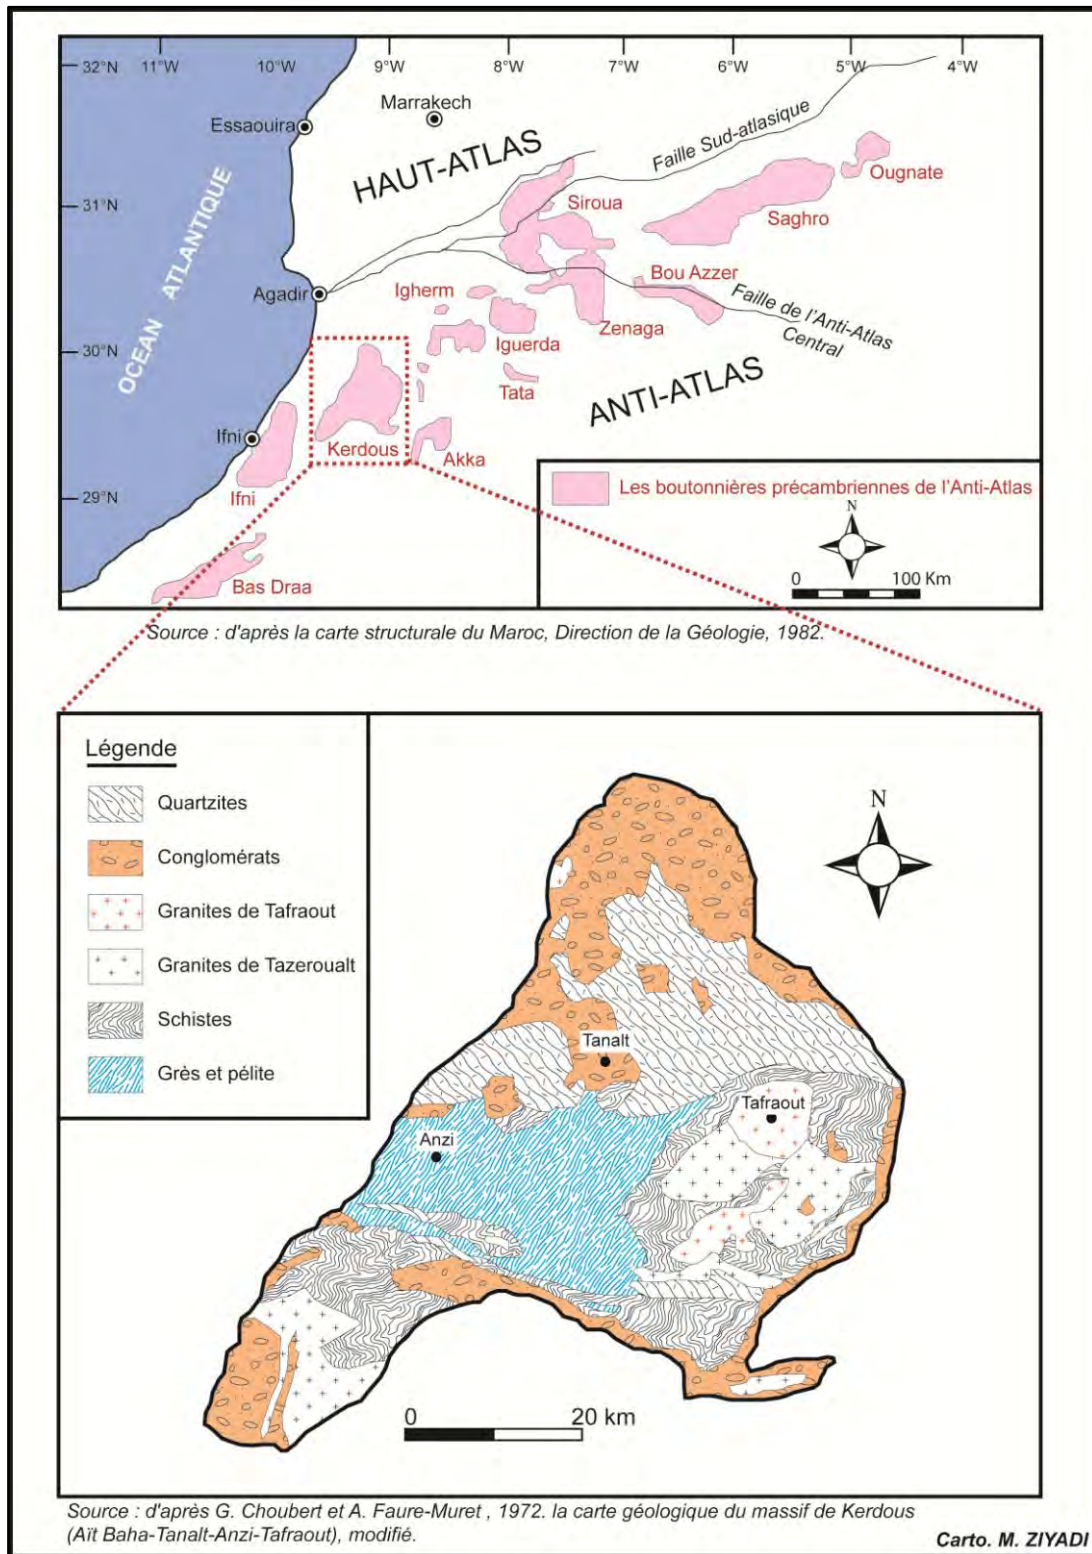 32°N 11°W 10°W 9°W 8°W 7°W 6°W 5°W 4°W
Marrakech
Essaouira
HAUT-ATLAS
Faille Sud-atlasique
Ougnate
Siroua
Saghro
31°N
OCEAN ATLANTIQUE
Agadir
Igherm
Bou Azzer
Faille de l'Anti-Atlas
Central
Zenaga
Iguerda
30°N
Tata
ANTI-ATLAS
Ifni
Kerdous
Akka
Ifni
29°N
Bas Draa
Les boutonnières précambriennes de l'Anti-Atlas
N
0 100 Km
Source : d'après la carte structurale du Maroc, Direction de la Géologie, 1982.
Légende
Quartzites
Conglomérats
Granites de Tafraout
Granites de Tazeroualt
Schistes
Grès et pélite
N
Tanalt
Tafraout
Anzi
0 20 km
Source : d'après G. Choubert et A. Faure-Muret , 1972. la carte géologique du massif de Kerdous
(Aït Baha-Tanalt-Anzi-Tafraout), modifié.
Carto. M. ZIYADI